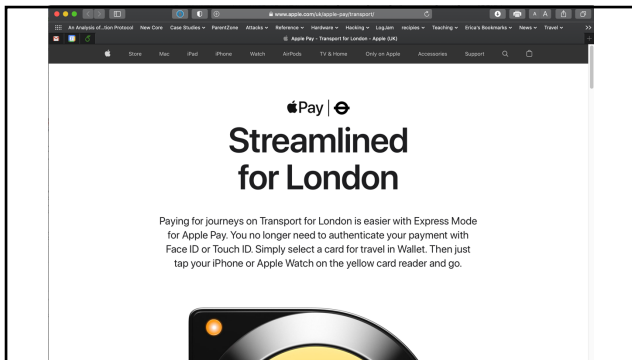 www.apple.com/uk/apple-pay/transport/
An Analysis of...tion Protocol New Core Case Studies ParentZone Attacks Reference Hardware Hacking LogJam recipies Teaching Erica's Bookmarks News Travel
Apple Pay - Transport for London - Apple (UK)
Store Mac iPad iPhone Watch AirPods TV & Home Only on Apple Accessories Support
Pay |
Streamlined
for London
Paying for journeys on Transport for London is easier with Express Mode
for Apple Pay. You no longer need to authenticate your payment with
Face ID or Touch ID. Simply select a card for travel in Wallet. Then just
tap your iPhone or Apple Watch on the yellow card reader and go.